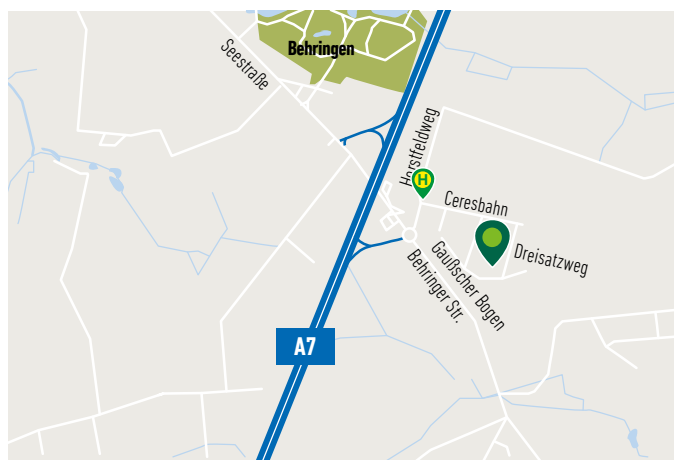 Behringen
Seestraße
Horstfeldweg
H
Ceresbahn
Dreisatzweg
Gaußscher Bogen
Behringer Str.
A7